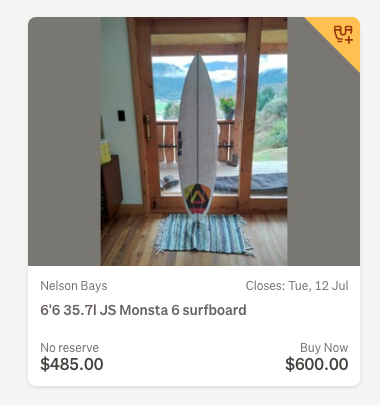 Nelson Bays
Closes: Tue, 12 Jul
6'6 35.7l JS Monsta 6 surfboard
No reserve
Buy Now
$485.00
$600.00